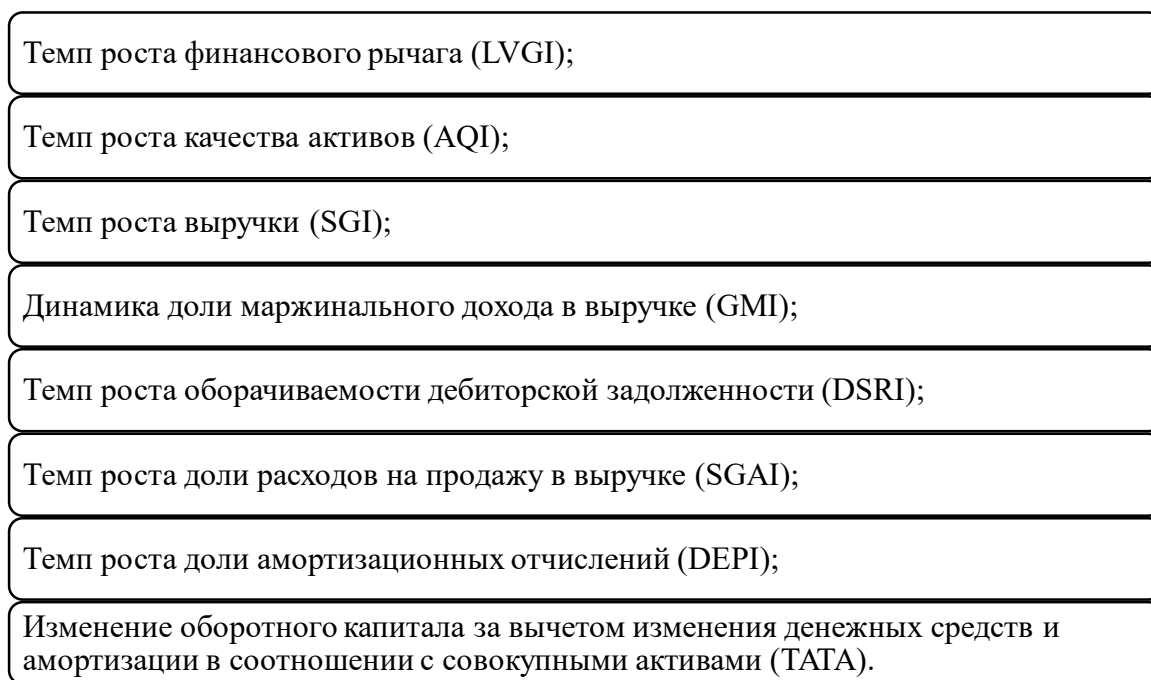 Темп роста финансового рычага (LVGI);
Темп роста качества активов (AQI);
Темп роста выручки (SGI);
Динамика доли маржинального дохода в выручке (GMI);
Темп роста оборачиваемости дебиторской задолженности (DSRI);
Темп роста доли расходов на продажу в выручке (SGAI);
Темп роста доли амортизационных отчислений (DEPI);
Изменение оборотного капитала за вычетом изменения денежных средств и
амортизации в соотношении с совокупными активами (TATA).